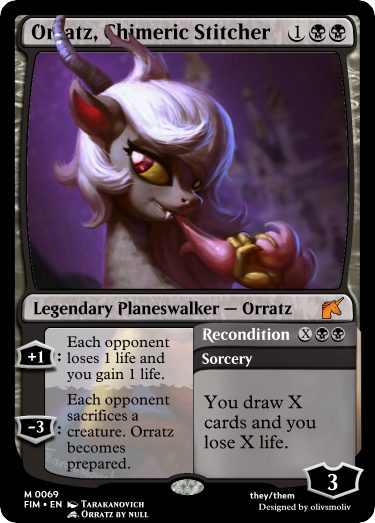 Orratz, Chimeric Stitcher 1
Legendary Planeswalker — Orratz
+1: Each opponent
loses 1 life and
you gain 1 life.
-3: Each opponent
sacrifices a
creature. Orratz
becomes
prepared.
Recondition X
Sorcery
You draw X
cards and you
lose X life.
3
M 0069
FIM • EN TARAKANOVICH
ORRATZ BY NULL
they/them
Designed by olivsmoliv